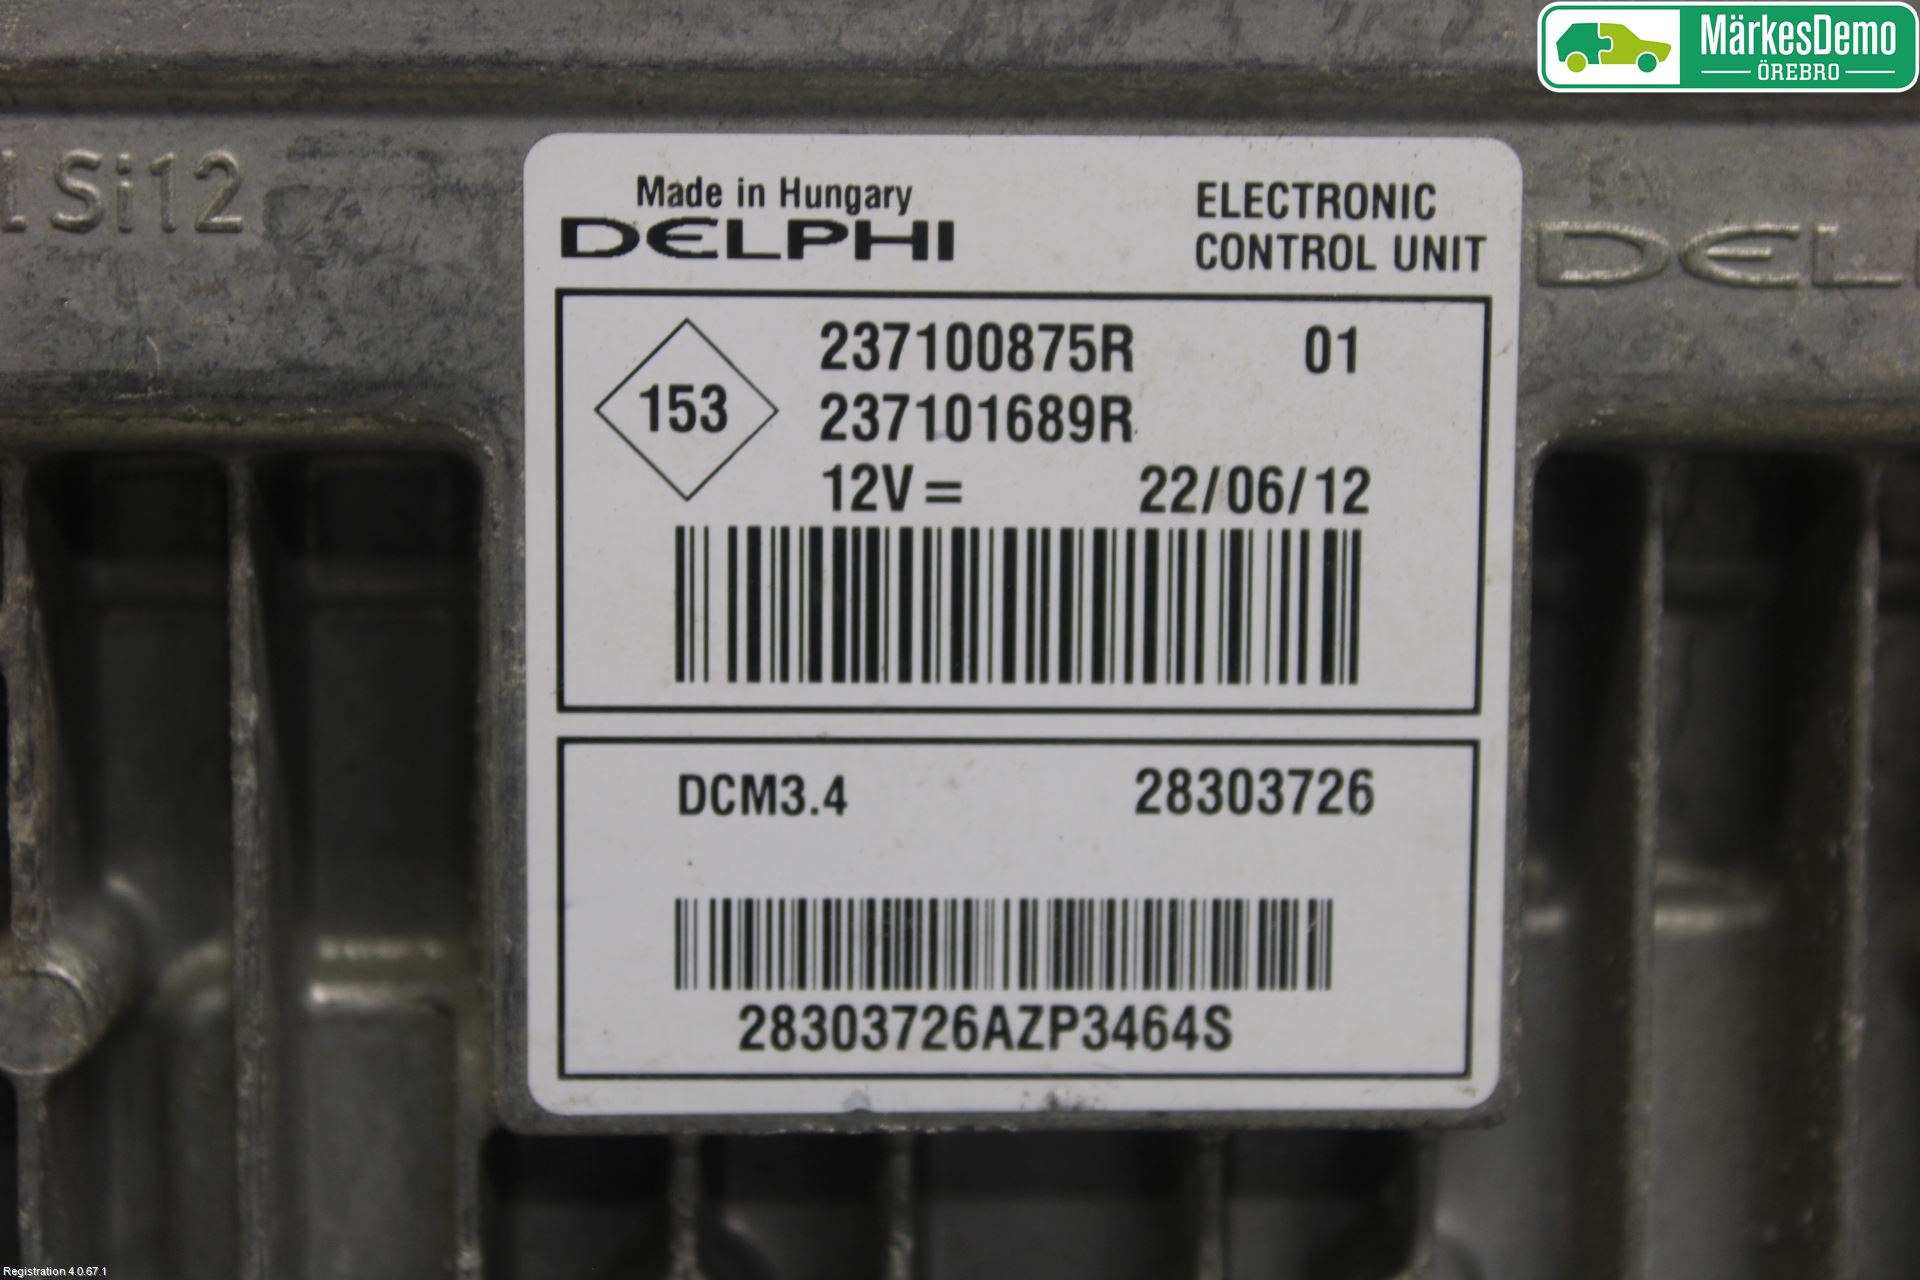 MärkesDemo
ÖREBRO
Si12
Made in Hungary
DELPHI
ELECTRONIC
CONTROL UNIT
153
237100875R 01
237101689R
12V= 22/06/12
DCM3.4 28303726
28303726AZP3464S
Registration 4.0.67.1